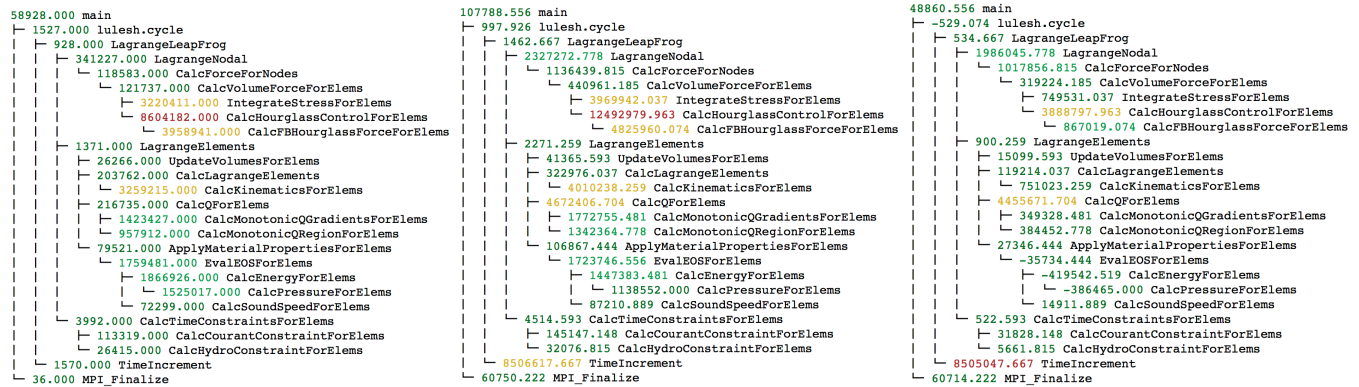 58928.000 main
├─ 1527.000 lulesh.cycle
│  ├─ 928.000 LagrangeLeapFrog
│  │  ├─ 341227.000 LagrangeNodal
│  │  │  └─ 118583.000 CalcForceForNodes
│  │  │     └─ 121737.000 CalcVolumeForceForElems
│  │  │        ├─ 3220411.000 IntegrateStressForElems
│  │  │        └─ 8604182.000 CalcHourglassControlForElems
│  │  │           └─ 3958941.000 CalcFBHourglassForceForElems
│  │  ├─ 1371.000 LagrangeElements
│  │  │  ├─ 26266.000 UpdateVolumesForElems
│  │  │  ├─ 203762.000 CalcLagrangeElements
│  │  │  │  └─ 3259215.000 CalcKinematicsForElems
│  │  │  ├─ 216735.000 CalcQForElems
│  │  │  │  ├─ 1423427.000 CalcMonotonicQGradientsForElems
│  │  │  │  └─ 957912.000 CalcMonotonicQRegionForElems
│  │  │  └─ 79521.000 ApplyMaterialPropertiesForElems
│  │  │     └─ 1759481.000 EvalEOSForElems
│  │  │        ├─ 1866926.000 CalcEnergyForElems
│  │  │        │  └─ 1525017.000 CalcPressureForElems
│  │  │        └─ 72299.000 CalcSoundSpeedForElems
│  │  └─ 3992.000 CalcTimeConstraintsForElems
│  │     ├─ 113319.000 CalcCourantConstraintForElems
│  │     └─ 26415.000 CalcHydroConstraintForElems
│  └─ 1570.000 TimeIncrement
└─ 36.000 MPI_Finalize
107788.556 main
├─ 997.926 lulesh.cycle
│  ├─ 1462.667 LagrangeLeapFrog
│  │  ├─ 2327272.778 LagrangeNodal
│  │  │  └─ 1136439.815 CalcForceForNodes
│  │  │     └─ 440961.185 CalcVolumeForceForElems
│  │  │        ├─ 3969942.037 IntegrateStressForElems
│  │  │        └─ 12492979.963 CalcHourglassControlForElems
│  │  │           └─ 4825960.074 CalcFBHourglassForceForElems
│  │  ├─ 2271.259 LagrangeElements
│  │  │  ├─ 41365.593 UpdateVolumesForElems
│  │  │  ├─ 322976.037 CalcLagrangeElements
│  │  │  │  └─ 4010238.259 CalcKinematicsForElems
│  │  │  ├─ 4672406.704 CalcQForElems
│  │  │  │  ├─ 1772755.481 CalcMonotonicQGradientsForElems
│  │  │  │  └─ 1342364.778 CalcMonotonicQRegionForElems
│  │  │  └─ 106867.444 ApplyMaterialPropertiesForElems
│  │  │     └─ 1723746.556 EvalEOSForElems
│  │  │        ├─ 1447383.481 CalcEnergyForElems
│  │  │        │  └─ 1138552.000 CalcPressureForElems
│  │  │        └─ 87210.889 CalcSoundSpeedForElems
│  │  └─ 4514.593 CalcTimeConstraintsForElems
│  │     ├─ 145147.148 CalcCourantConstraintForElems
│  │     └─ 32076.815 CalcHydroConstraintForElems
│  └─ 8506617.667 TimeIncrement
└─ 60750.222 MPI_Finalize
48860.556 main
├─ -529.074 lulesh.cycle
│  ├─ 534.667 LagrangeLeapFrog
│  │  ├─ 1986045.778 LagrangeNodal
│  │  │  └─ 1017856.815 CalcForceForNodes
│  │  │     └─ 319224.185 CalcVolumeForceForElems
│  │  │        ├─ 749531.037 IntegrateStressForElems
│  │  │        └─ 3888797.963 CalcHourglassControlForElems
│  │  │           └─ 867019.074 CalcFBHourglassForceForElems
│  │  ├─ 900.259 LagrangeElements
│  │  │  ├─ 15099.593 UpdateVolumesForElems
│  │  │  ├─ 119214.037 CalcLagrangeElements
│  │  │  │  └─ 751023.259 CalcKinematicsForElems
│  │  │  ├─ 4455671.704 CalcQForElems
│  │  │  │  ├─ 349328.481 CalcMonotonicQGradientsForElems
│  │  │  │  └─ 384452.778 CalcMonotonicQRegionForElems
│  │  │  └─ 27346.444 ApplyMaterialPropertiesForElems
│  │  │     └─ -35734.444 EvalEOSForElems
│  │  │        ├─ -419542.519 CalcEnergyForElems
│  │  │        │  └─ -386465.000 CalcPressureForElems
│  │  │        └─ 14911.889 CalcSoundSpeedForElems
│  │  └─ 522.593 CalcTimeConstraintsForElems
│  │     ├─ 31828.148 CalcCourantConstraintForElems
│  │     └─ 5661.815 CalcHydroConstraintForElems
│  └─ 8505047.667 TimeIncrement
└─ 60714.222 MPI_Finalize